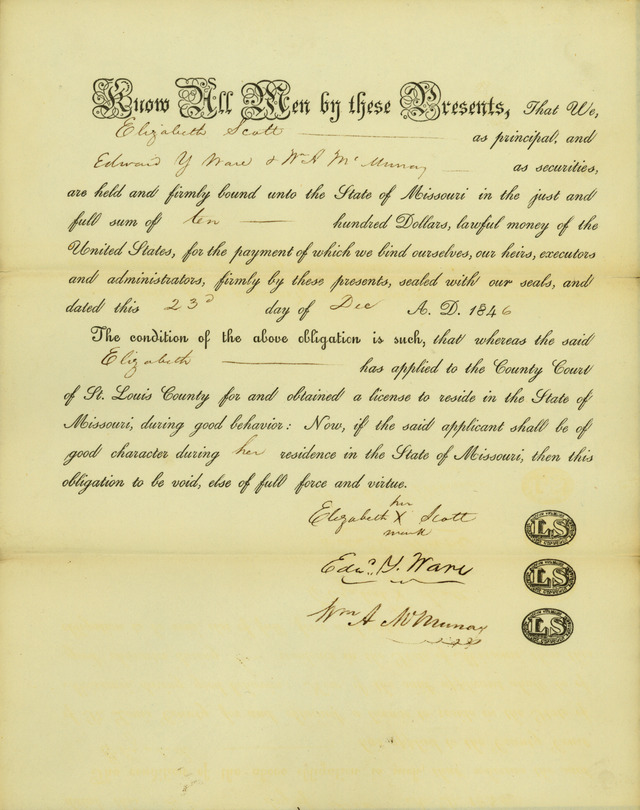 Know All Men by these Presents, That We,
Elizabeth Scott as principal, and
Edward Y Ware & Wm A McMurray as securities,
are held and firmly bound unto the State of Missouri in the just and
full sum of ten hundred Dollars, lawful money of the
United States, for the payment of which we bind ourselves, our heirs, executors
and administrators, firmly by these presents, sealed with our seals, and
dated this 23d day of Dec A. D. 1846
The condition of the above obligation is such, that whereas the said
Elizabeth has applied to the County Court
of St. Louis County for and obtained a license to reside in the State of
Missouri, during good behavior: Now, if the said applicant shall be of
good character during her residence in the State of Missouri, then this
obligation to be void, else of full force and virtue.
her
Elizabeth X Scott LS
mark
Edwd. Y. Ware LS
Wm A McMurray LS